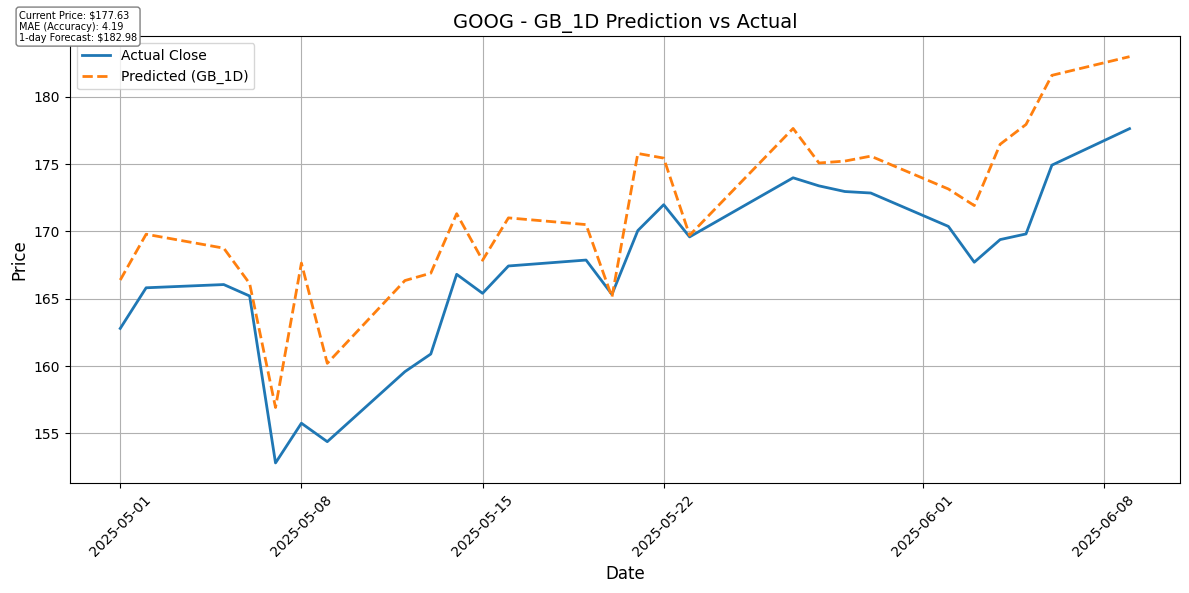 GOOG - GB_1D Prediction vs Actual
Current Price: $177.63
MAE (Accuracy): 4.19
1-day Forecast: $182.98
Actual Close
Predicted (GB_1D)
Price
180
175
170
165
160
155
2025-05-01
2025-05-08
2025-05-15
2025-05-22
2025-06-01
2025-06-08
Date